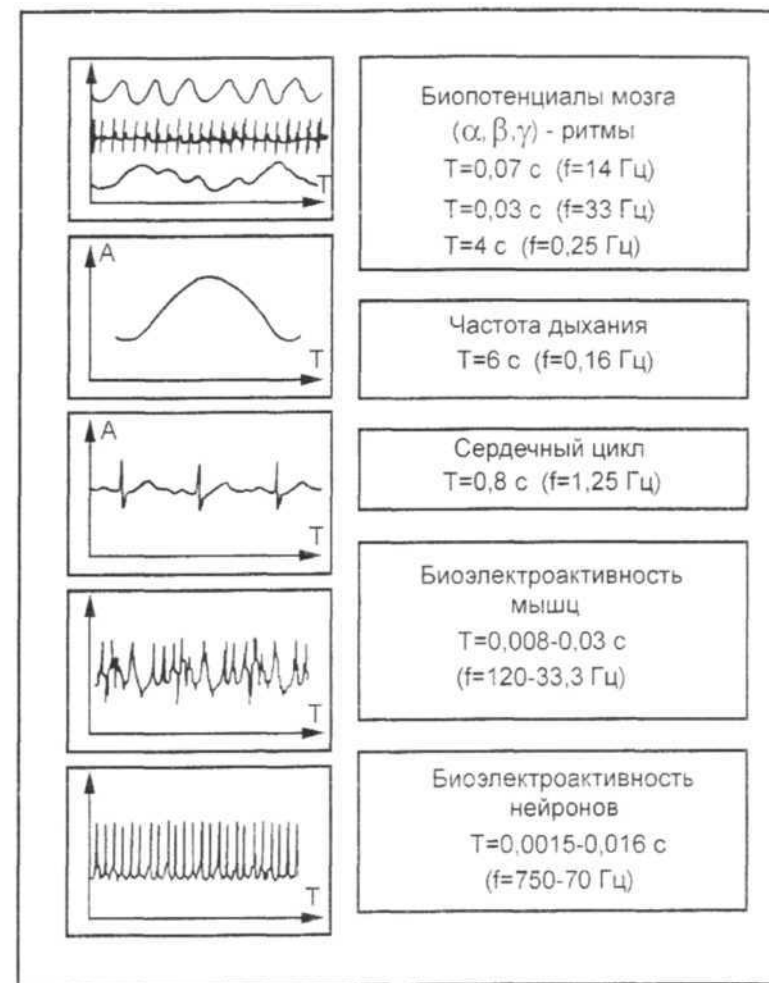 T
Биопотенциалы мозга
(α, β,γ) - ритмы
T=0,07 с (f=14 Гц)
T=0,03 с (f=33 Гц)
T=4 с (f=0,25 Гц)
A
T
Частота дыхания
T=6 с (f=0,16 Гц)
A
T
Сердечный цикл
T=0,8 с (f=1,25 Гц)
T
Биоэлектроактивность
мышц
T=0,008-0,03 с
(f=120-33,3 Гц)
T
Биоэлектроактивность
нейронов
T=0,0015-0,016 с
(f=750-70 Гц)